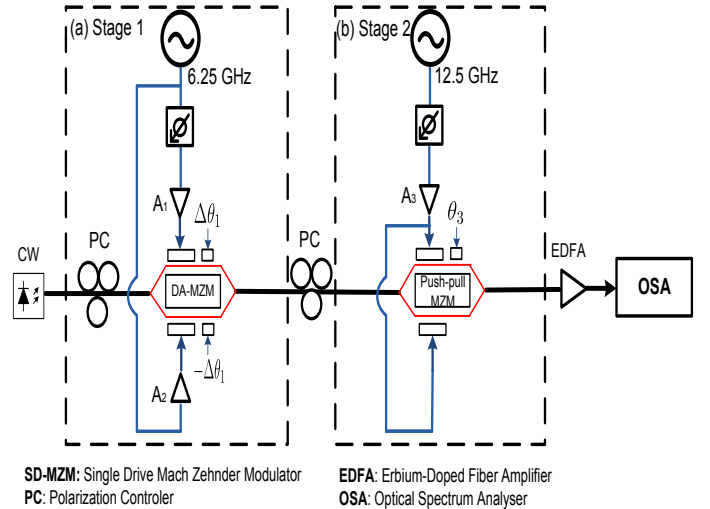 (a) Stage 1
6.25 GHz
A1
Δθ1
PC
CW
DA-MZM
A2
-Δθ1
PC
(b) Stage 2
12.5 GHz
A3
θ3
Push-pull
MZM
EDFA
OSA
SD-MZM: Single Drive Mach Zehnder Modulator
PC: Polarization Controler
EDFA: Erbium-Doped Fiber Amplifier
OSA: Optical Spectrum Analyser